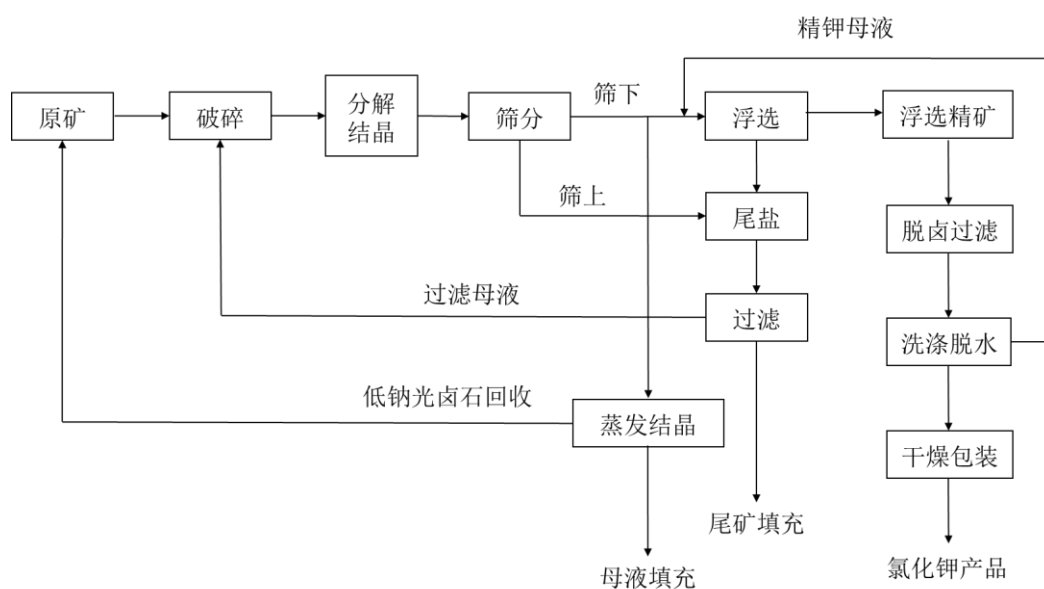 精钾母液
原矿
破碎
分解
结晶
筛分
筛下
浮选
浮选精矿
筛上
尾盐
脱卤过滤
过滤母液
过滤
洗涤脱水
低钠光卤石回收
蒸发结晶
干燥包装
尾矿填充
母液填充
氯化钾产品